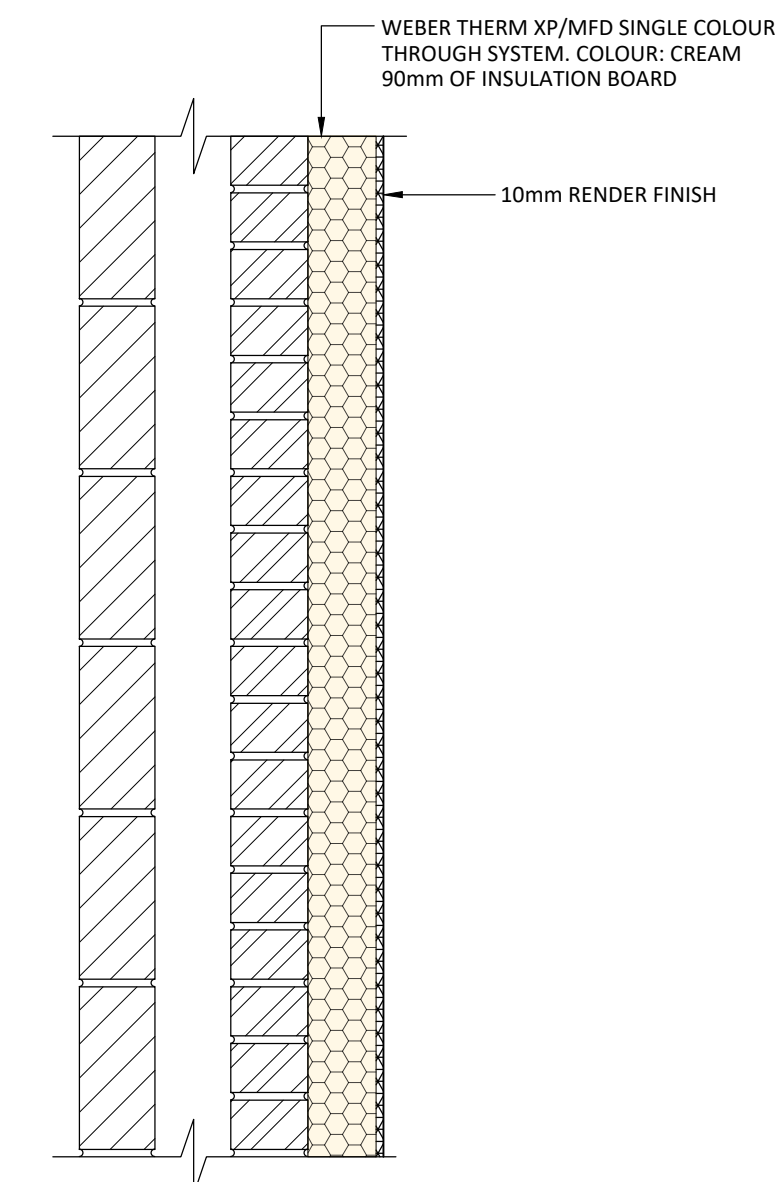 WEBER THERM XP/MFD SINGLE COLOUR
THROUGH SYSTEM. COLOUR: CREAM
90mm OF INSULATION BOARD
10mm RENDER FINISH